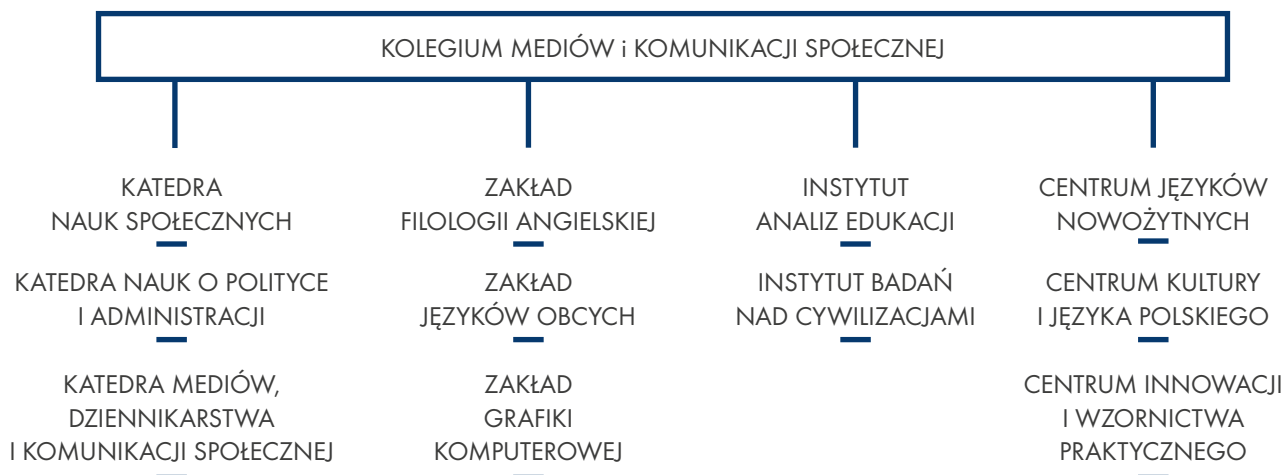 KOLEGIUM MEDIÓW i KOMUNIKACJI SPOŁECZNEJ
KATEDRA
NAUK SPOŁECZNYCH
KATEDRA NAUK O POLITYCE
I ADMINISTRACJI
KATEDRA MEDIÓW,
DZIENNIKARSTWA
I KOMUNIKACJI SPOŁECZNEJ
ZAKŁAD
FILOLOGII ANGIELSKIEJ
ZAKŁAD
JĘZYKÓW OBCYCH
ZAKŁAD
GRAFIKI
KOMPUTEROWEJ
INSTYTUT
ANALIZ EDUKACJI
INSTYTUT BADAŃ
NAD CYWILIZACJAMI
CENTRUM JĘZYKÓW
NOWOŻYTNYCH
CENTRUM KULTURY
I JĘZYKA POLSKIEGO
CENTRUM INNOWACJI
I WZORNICTWA
PRAKTYCZNEGO